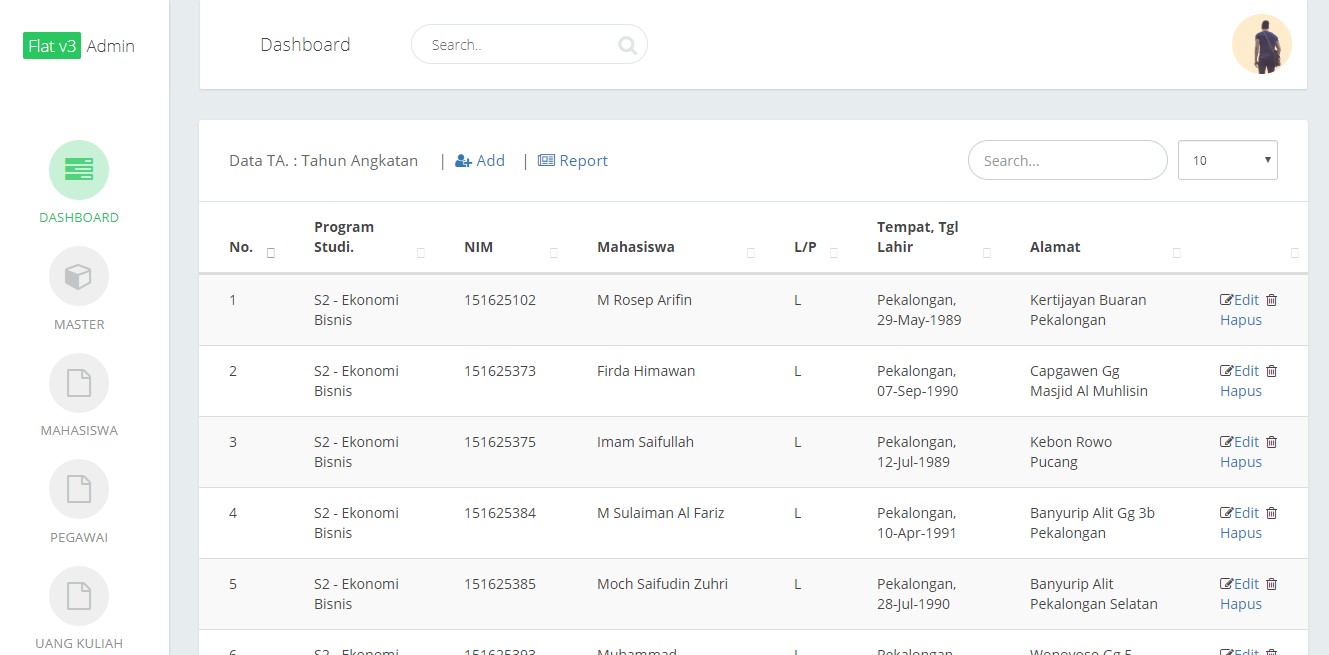 Flat v3 Admin
Dashboard
Search..
DASHBOARD
MASTER
MAHASISWA
PEGAWAI
UANG KULIAH
Data TA. : Tahun Angkatan | Add | Report
Search...
10
No. Program Studi. NIM Mahasiswa L/P Tempat, Tgl Lahir Alamat
1 S2 - Ekonomi Bisnis 151625102 M Rosep Arifin L Pekalongan, 29-May-1989 Kertijayan Buaran Pekalongan Edit Hapus
2 S2 - Ekonomi Bisnis 151625373 Firda Himawan L Pekalongan, 07-Sep-1990 Capgawen Gg Masjid Al Muhlisin Edit Hapus
3 S2 - Ekonomi Bisnis 151625375 Imam Saifullah L Pekalongan, 12-Jul-1989 Kebon Rowo Pucang Edit Hapus
4 S2 - Ekonomi Bisnis 151625384 M Sulaiman Al Fariz L Pekalongan, 10-Apr-1991 Banyurip Alit Gg 3b Pekalongan Edit Hapus
5 S2 - Ekonomi Bisnis 151625385 Moch Saifudin Zuhri L Pekalongan, 28-Jul-1990 Banyurip Alit Pekalongan Selatan Edit Hapus
6 S2 - Ekonomi 151625393 Muhammad L Pekalongan, Wonoyoso Gg 5 Edit